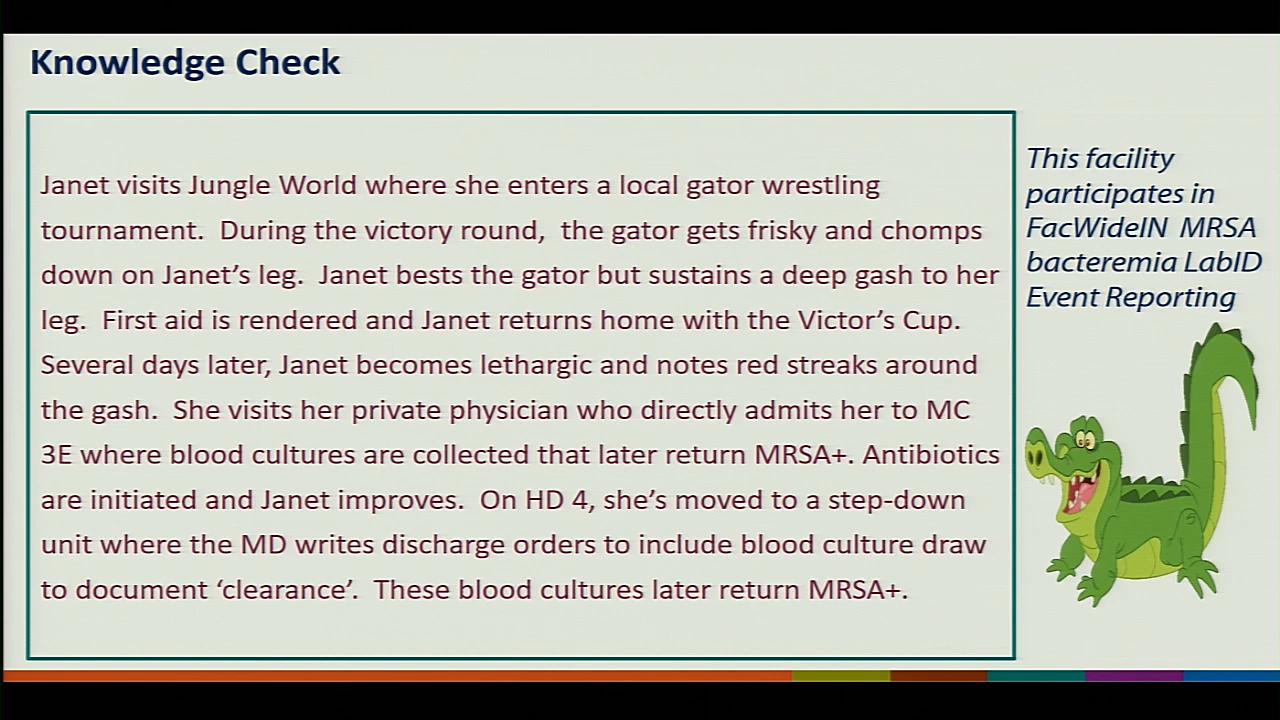 Knowledge Check
Janet visits Jungle World where she enters a local gator wrestling
tournament.  During the victory round,  the gator gets frisky and chomps
down on Janet’s leg.  Janet bests the gator but sustains a deep gash to her
leg.  First aid is rendered and Janet returns home with the Victor’s Cup.
Several days later, Janet becomes lethargic and notes red streaks around
the gash.  She visits her private physician who directly admits her to MC
3E where blood cultures are collected that later return MRSA+. Antibiotics
are initiated and Janet improves.  On HD 4, she’s moved to a step-down
unit where the MD writes discharge orders to include blood culture draw
to document ‘clearance’.  These blood cultures later return MRSA+.
This facility
participates in
FacWideIN  MRSA
bacteremia LabID
Event Reporting